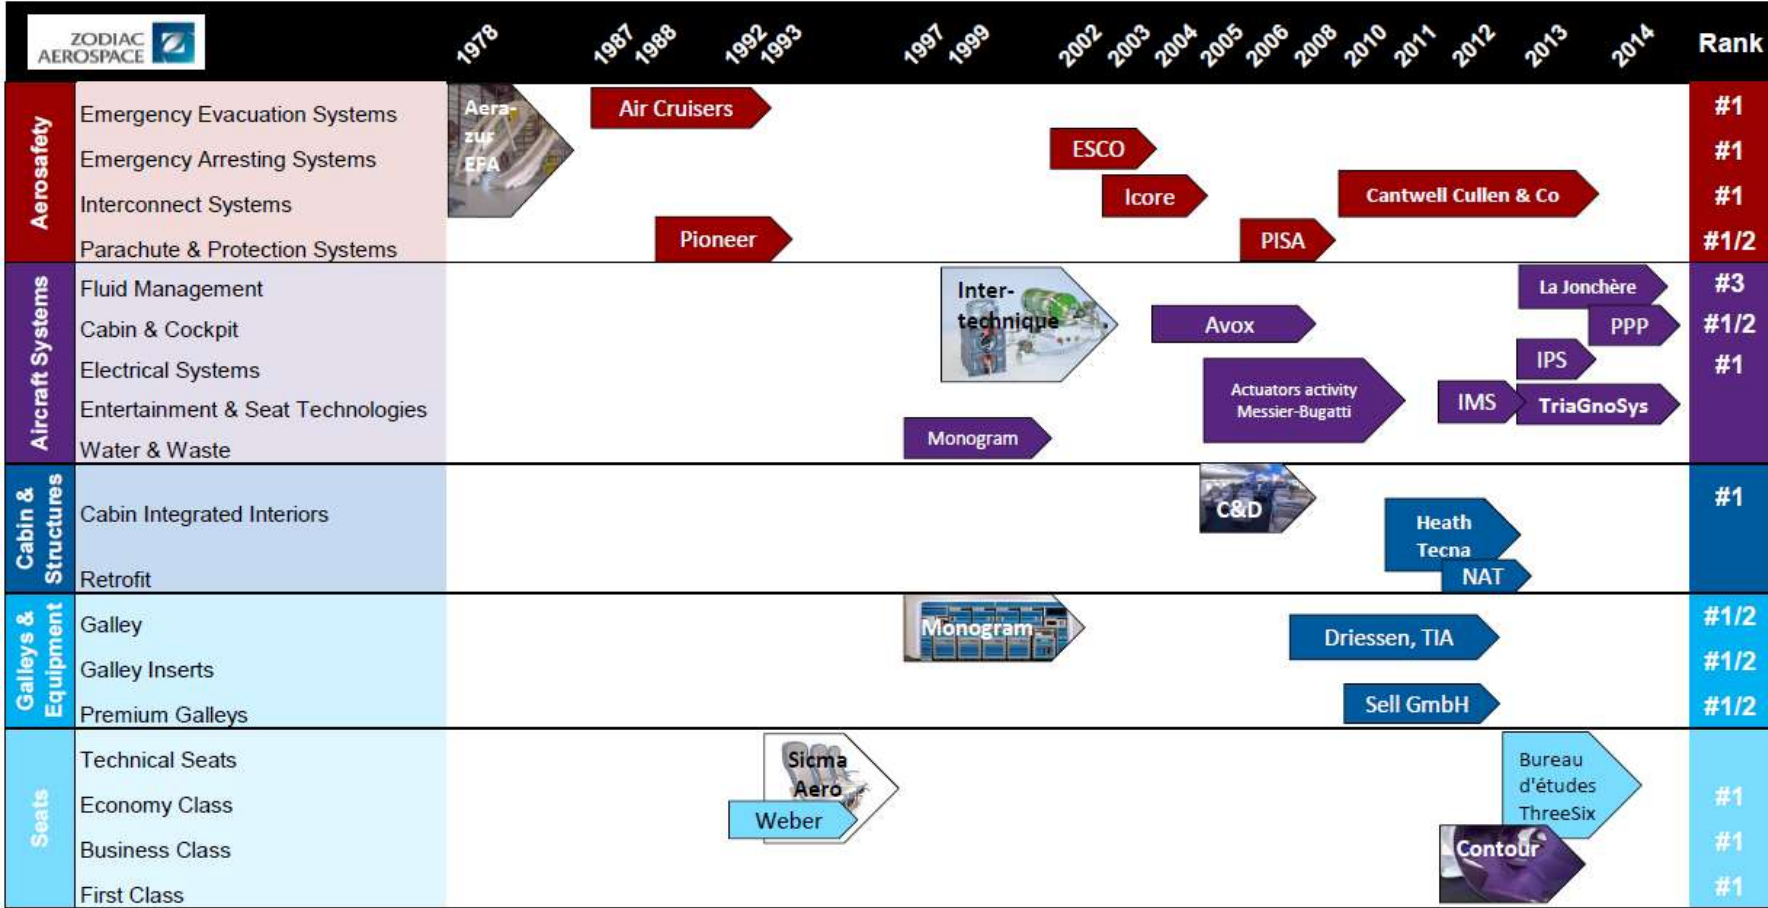 ZODIAC
AEROSPACE
1978 1987 1988 1992 1993 1997 1999 2002 2003 2004 2005 2006 2008 2010 2011 2012 2013 2014 Rank
Aerosafety
Emergency Evacuation Systems
Emergency Arresting Systems
Interconnect Systems
Parachute & Protection Systems
Aera-
zur
EFA
Air Cruisers
ESCO
Icore
Cantwell Cullen & Co
Pioneer
PISA
#1
#1
#1
#1/2
Aircraft Systems
Fluid Management
Cabin & Cockpit
Electrical Systems
Entertainment & Seat Technologies
Water & Waste
Inter-
technique
La Jonchère
Avox
PPP
IPS
Actuators activity
Messier-Bugatti
IMS
TriaGnoSys
Monogram
#3
#1/2
#1
Cabin &
Structures
Cabin Integrated Interiors
Retrofit
C&D
Heath
Tecna
NAT
#1
Galleys &
Equipment
Galley
Galley Inserts
Premium Galleys
Monogram
Driessen, TIA
Sell GmbH
#1/2
#1/2
#1/2
Seats
Technical Seats
Economy Class
Business Class
First Class
Sicma
Aero
Weber
Bureau
d'études
ThreeSix
Contour
#1
#1
#1